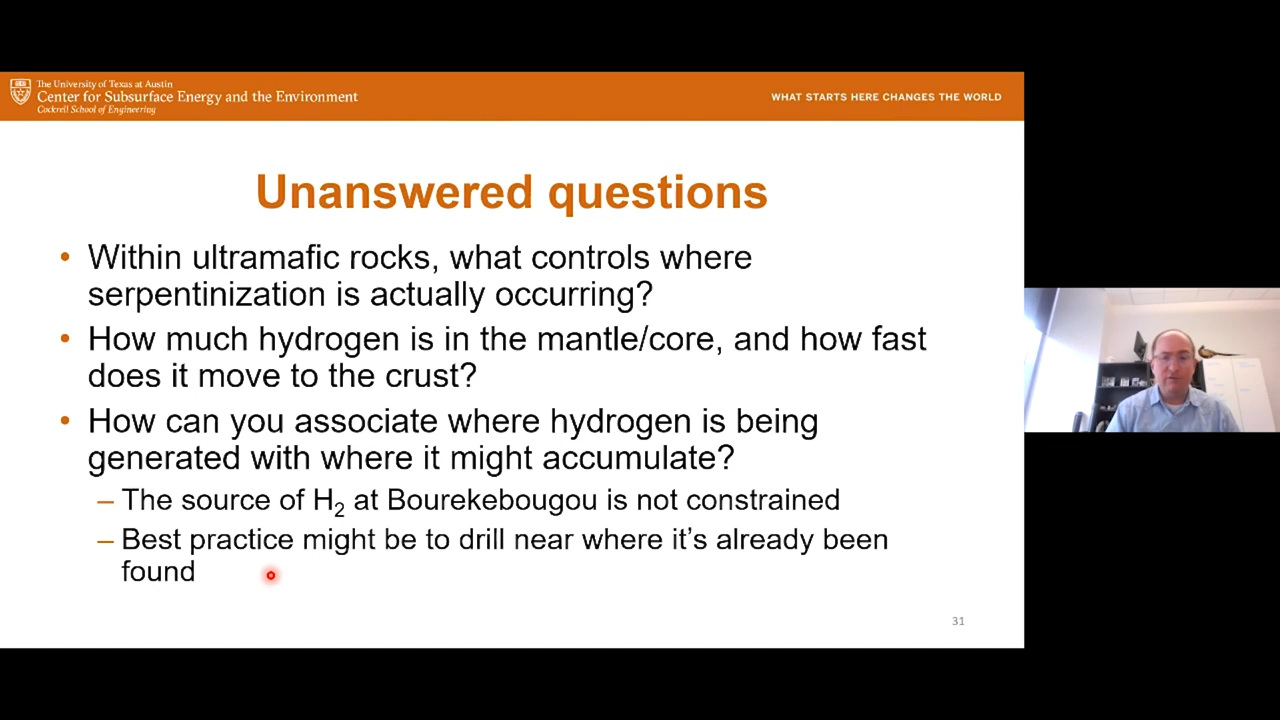 The University of Texas at Austin
Center for Subsurface Energy and the Environment
Cockrell School of Engineering
WHAT STARTS HERE CHANGES THE WORLD
Unanswered questions
• Within ultramafic rocks, what controls where
serpentinization is actually occurring?
• How much hydrogen is in the mantle/core, and how fast
does it move to the crust?
• How can you associate where hydrogen is being
generated with where it might accumulate?
– The source of H₂ at Bourekebougou is not constrained
– Best practice might be to drill near where it’s already been
found
31